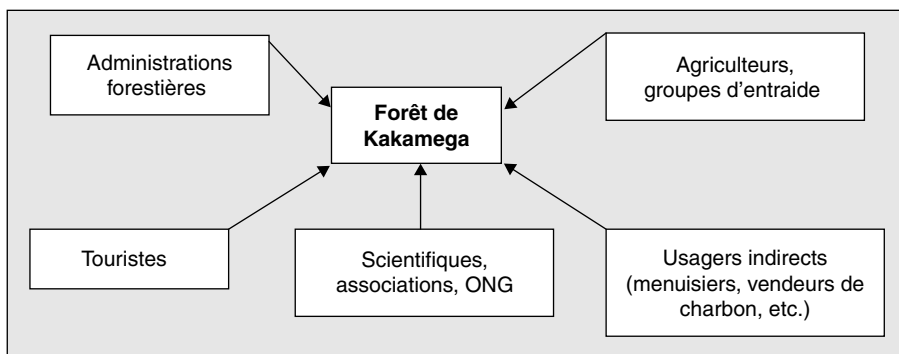 Administrations
forestières
Agriculteurs,
groupes d'entraide
Forêt de
Kakamega
Touristes
Scientifiques,
associations, ONG
Usagers indirects
(menuisiers, vendeurs de
charbon, etc.)